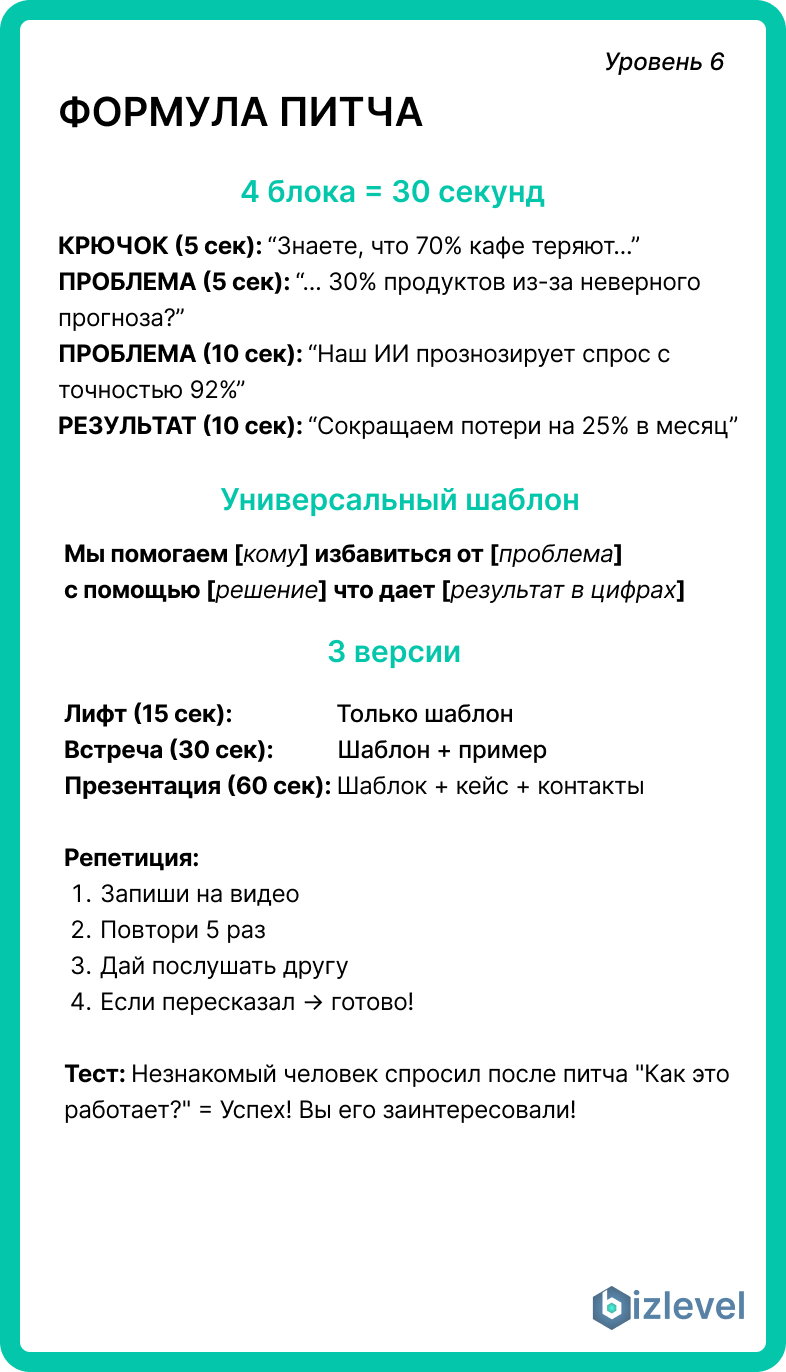 Уровень 6
ФОРМУЛА ПИТЧА
4 блока = 30 секунд
КРЮЧОК (5 сек): “Знаете, что 70% кафе теряют...”
ПРОБЛЕМА (5 сек): “... 30% продуктов из-за неверного
прогноза?”
ПРОБЛЕМА (10 сек): “Наш ИИ прознозирует спрос с
точностью 92%”
РЕЗУЛЬТАТ (10 сек): “Сокращаем потери на 25% в месяц”
Универсальный шаблон
Мы помогаем [кому] избавиться от [проблема]
с помощью [решение] что дает [результат в цифрах]
3 версии
Лифт (15 сек): Только шаблон
Встреча (30 сек): Шаблон + пример
Презентация (60 сек): Шаблок + кейс + контакты
Репетиция:
1. Запиши на видео
2. Повтори 5 раз
3. Дай послушать другу
4. Если пересказал → готово!
Тест: Незнакомый человек спросил после питча "Как это
работает?" = Успех! Вы его заинтересовали!
bizlevel